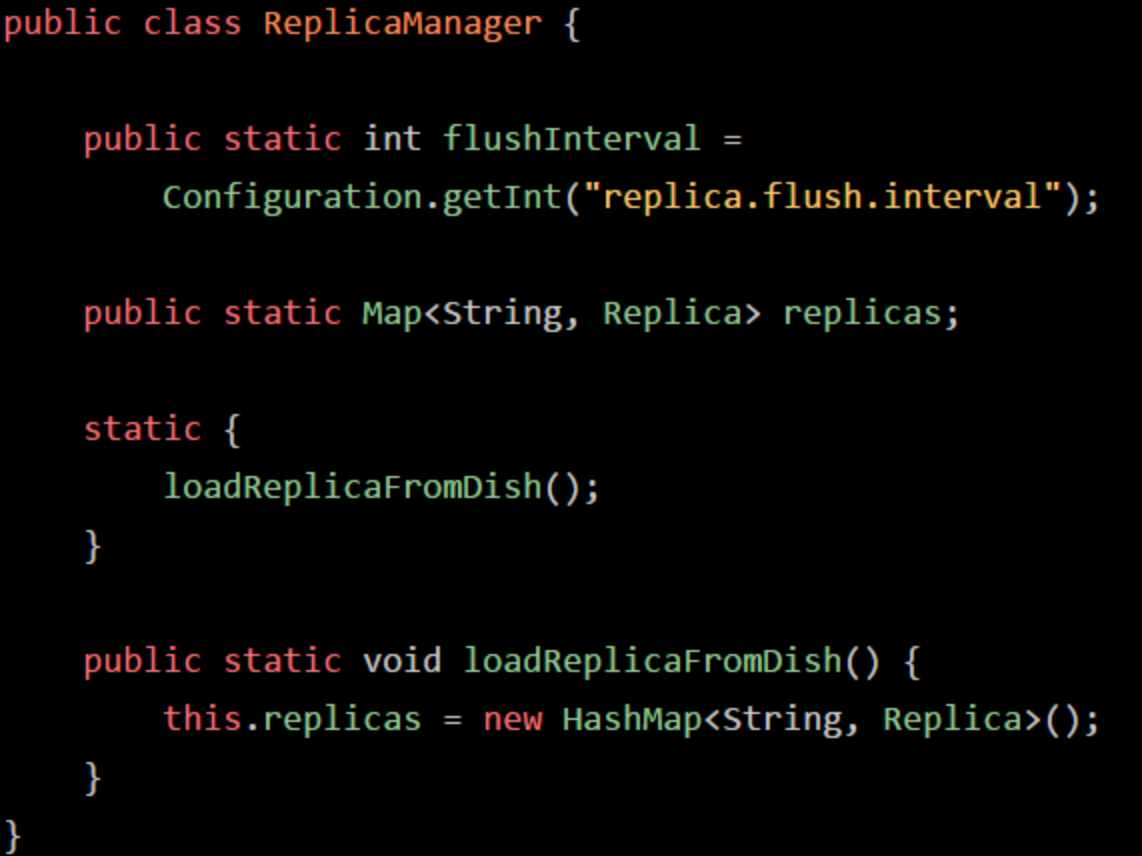 public class ReplicaManager {
public static int flushInterval =
Configuration.getInt("replica.flush.interval");
public static Map<String, Replica> replicas;
static {
loadReplicaFromDish();
}
public static void loadReplicaFromDish() {
this.replicas = new HashMap<String, Replica>();
}
}